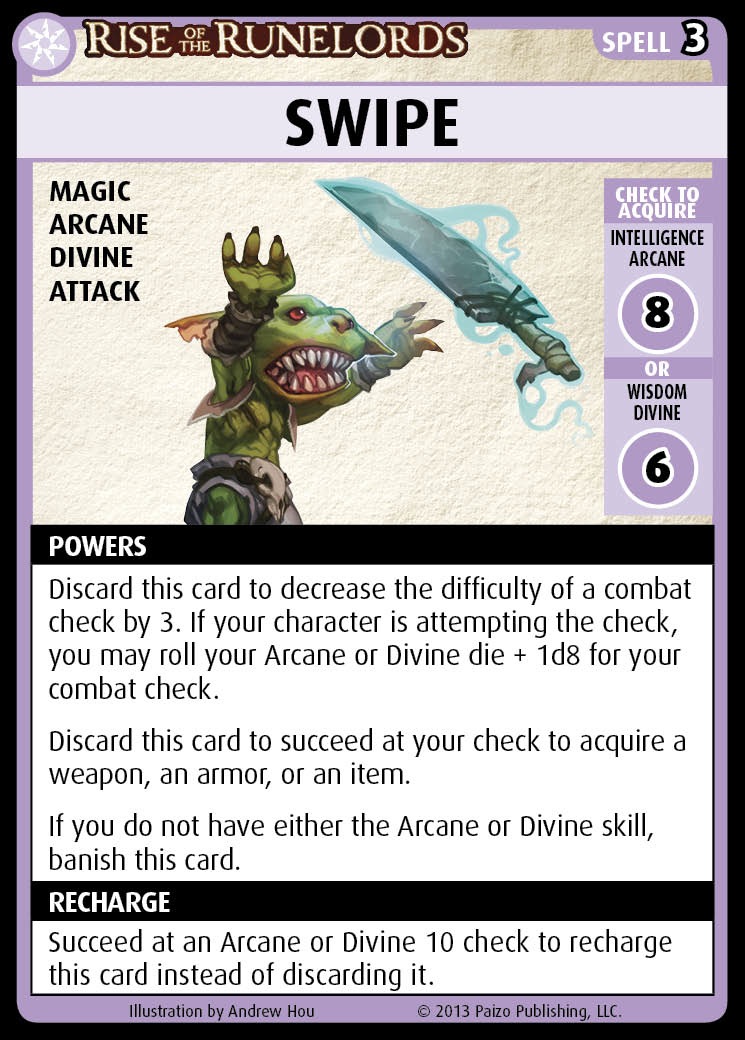 RISE OF THE RUNELORDS
SPELL 3
SWIPE
MAGIC
ARCANE
DIVINE
ATTACK
CHECK TO
ACQUIRE
INTELLIGENCE
ARCANE
8
OR
WISDOM
DIVINE
6
POWERS
Discard this card to decrease the difficulty of a combat
check by 3. If your character is attempting the check,
you may roll your Arcane or Divine die + 1d8 for your
combat check.
Discard this card to succeed at your check to acquire a
weapon, an armor, or an item.
If you do not have either the Arcane or Divine skill,
banish this card.
RECHARGE
Succeed at an Arcane or Divine 10 check to recharge
this card instead of discarding it.
Illustration by Andrew Hou © 2013 Paizo Publishing, LLC.